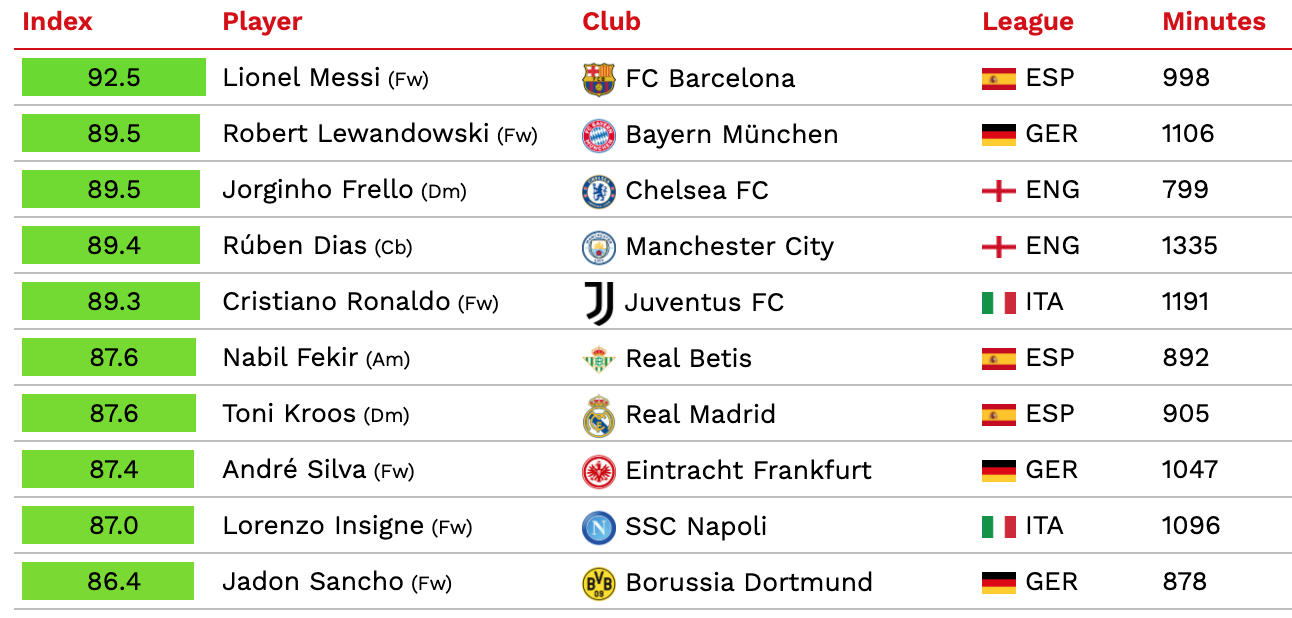 Index Player Club League Minutes
92.5 Lionel Messi (Fw) FC Barcelona ESP 998
89.5 Robert Lewandowski (Fw) Bayern München GER 1106
89.5 Jorginho Frello (Dm) Chelsea FC ENG 799
89.4 Rúben Dias (Cb) Manchester City ENG 1335
89.3 Cristiano Ronaldo (Fw) Juventus FC ITA 1191
87.6 Nabil Fekir (Am) Real Betis ESP 892
87.6 Toni Kroos (Dm) Real Madrid ESP 905
87.4 André Silva (Fw) Eintracht Frankfurt GER 1047
87.0 Lorenzo Insigne (Fw) N SSC Napoli ITA 1096
86.4 Jadon Sancho (Fw) BVB 09 Borussia Dortmund GER 878